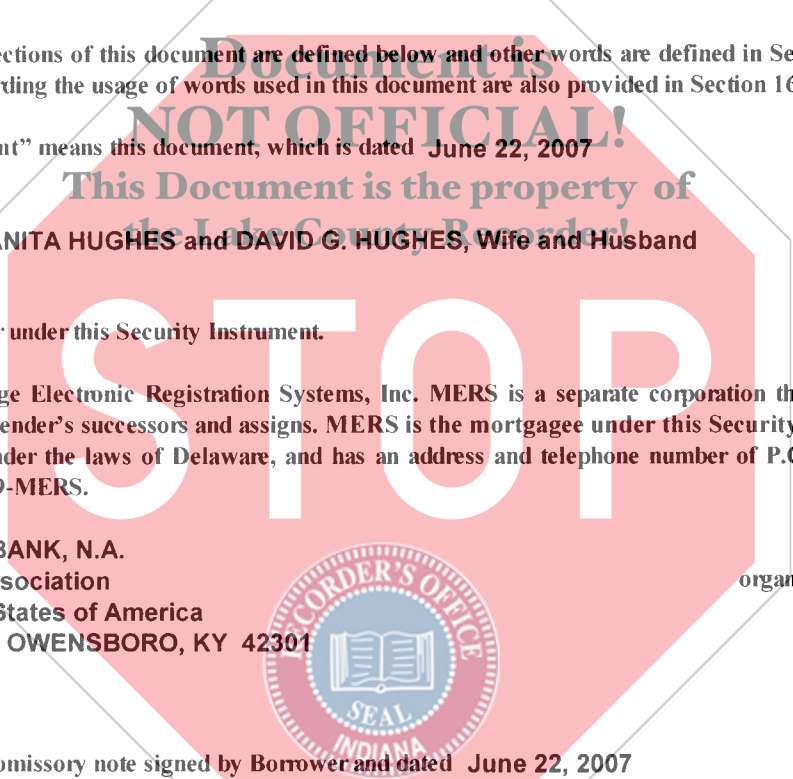 ections of this document are defined below and other words are defined in Se
rding the usage of words used in this document are also provided in Section 16
Document is
NOT OFFICIAL!
This Document is the property of
the Lake County Recorder!
nt” means this document, which is dated June 22, 2007
ANITA HUGHES and DAVID G. HUGHES, Wife and Husband
r under this Security Instrument.
STOP
ge Electronic Registration Systems, Inc. MERS is a separate corporation th
ender’s successors and assigns. MERS is the mortgagee under this Security
nder the laws of Delaware, and has an address and telephone number of P.O
9-MERS.
BANK, N.A.
sociation
organ
States of America
OWENSBORO, KY 42301
RECORDER'S OFFICE
SEAL
INDIANA
omissory note signed by Borrower and dated June 22, 2007